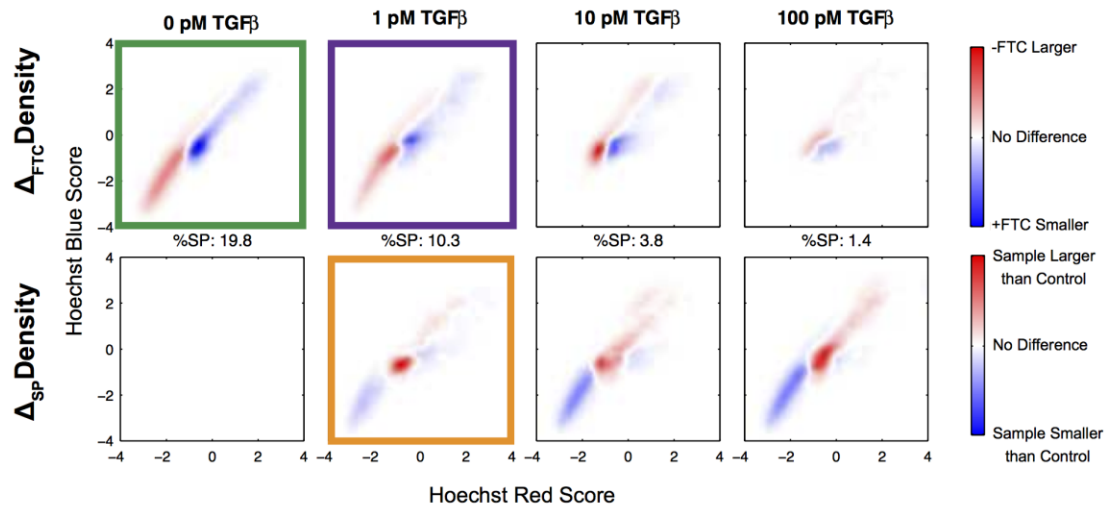 0 pM TGFβ
1 pM TGFβ
10 pM TGFβ
100 pM TGFβ
Δ_FTC Density
Δ_SP Density
Hoechst Blue Score
4
2
0
−2
−4
%SP: 19.8
%SP: 10.3
%SP: 3.8
%SP: 1.4
4
2
0
−2
−4
−4 −2 0 2 4
−4 −2 0 2 4
−4 −2 0 2 4
−4 −2 0 2 4
Hoechst Red Score
-FTC Larger
No Difference
+FTC Smaller
Sample Larger
than Control
No Difference
Sample Smaller
than Control